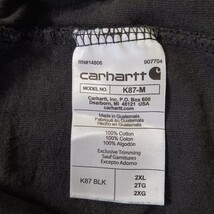 RN#14806 907704
carhartt
MODEL NO. K87-M
Carhartt, Inc. P.O. Box 600
Dearborn, MI 48121 USA
www.carhartt.com
Made in Guatemala
Fabriqué au Guatemala
Hecho en Guatemala
100% Cotton
100% Coton
100% Algodon
Exclusive Trimming
Sauf Garnitures
Excepto Adorno
K87 BLK
2XL
2TG
2XG